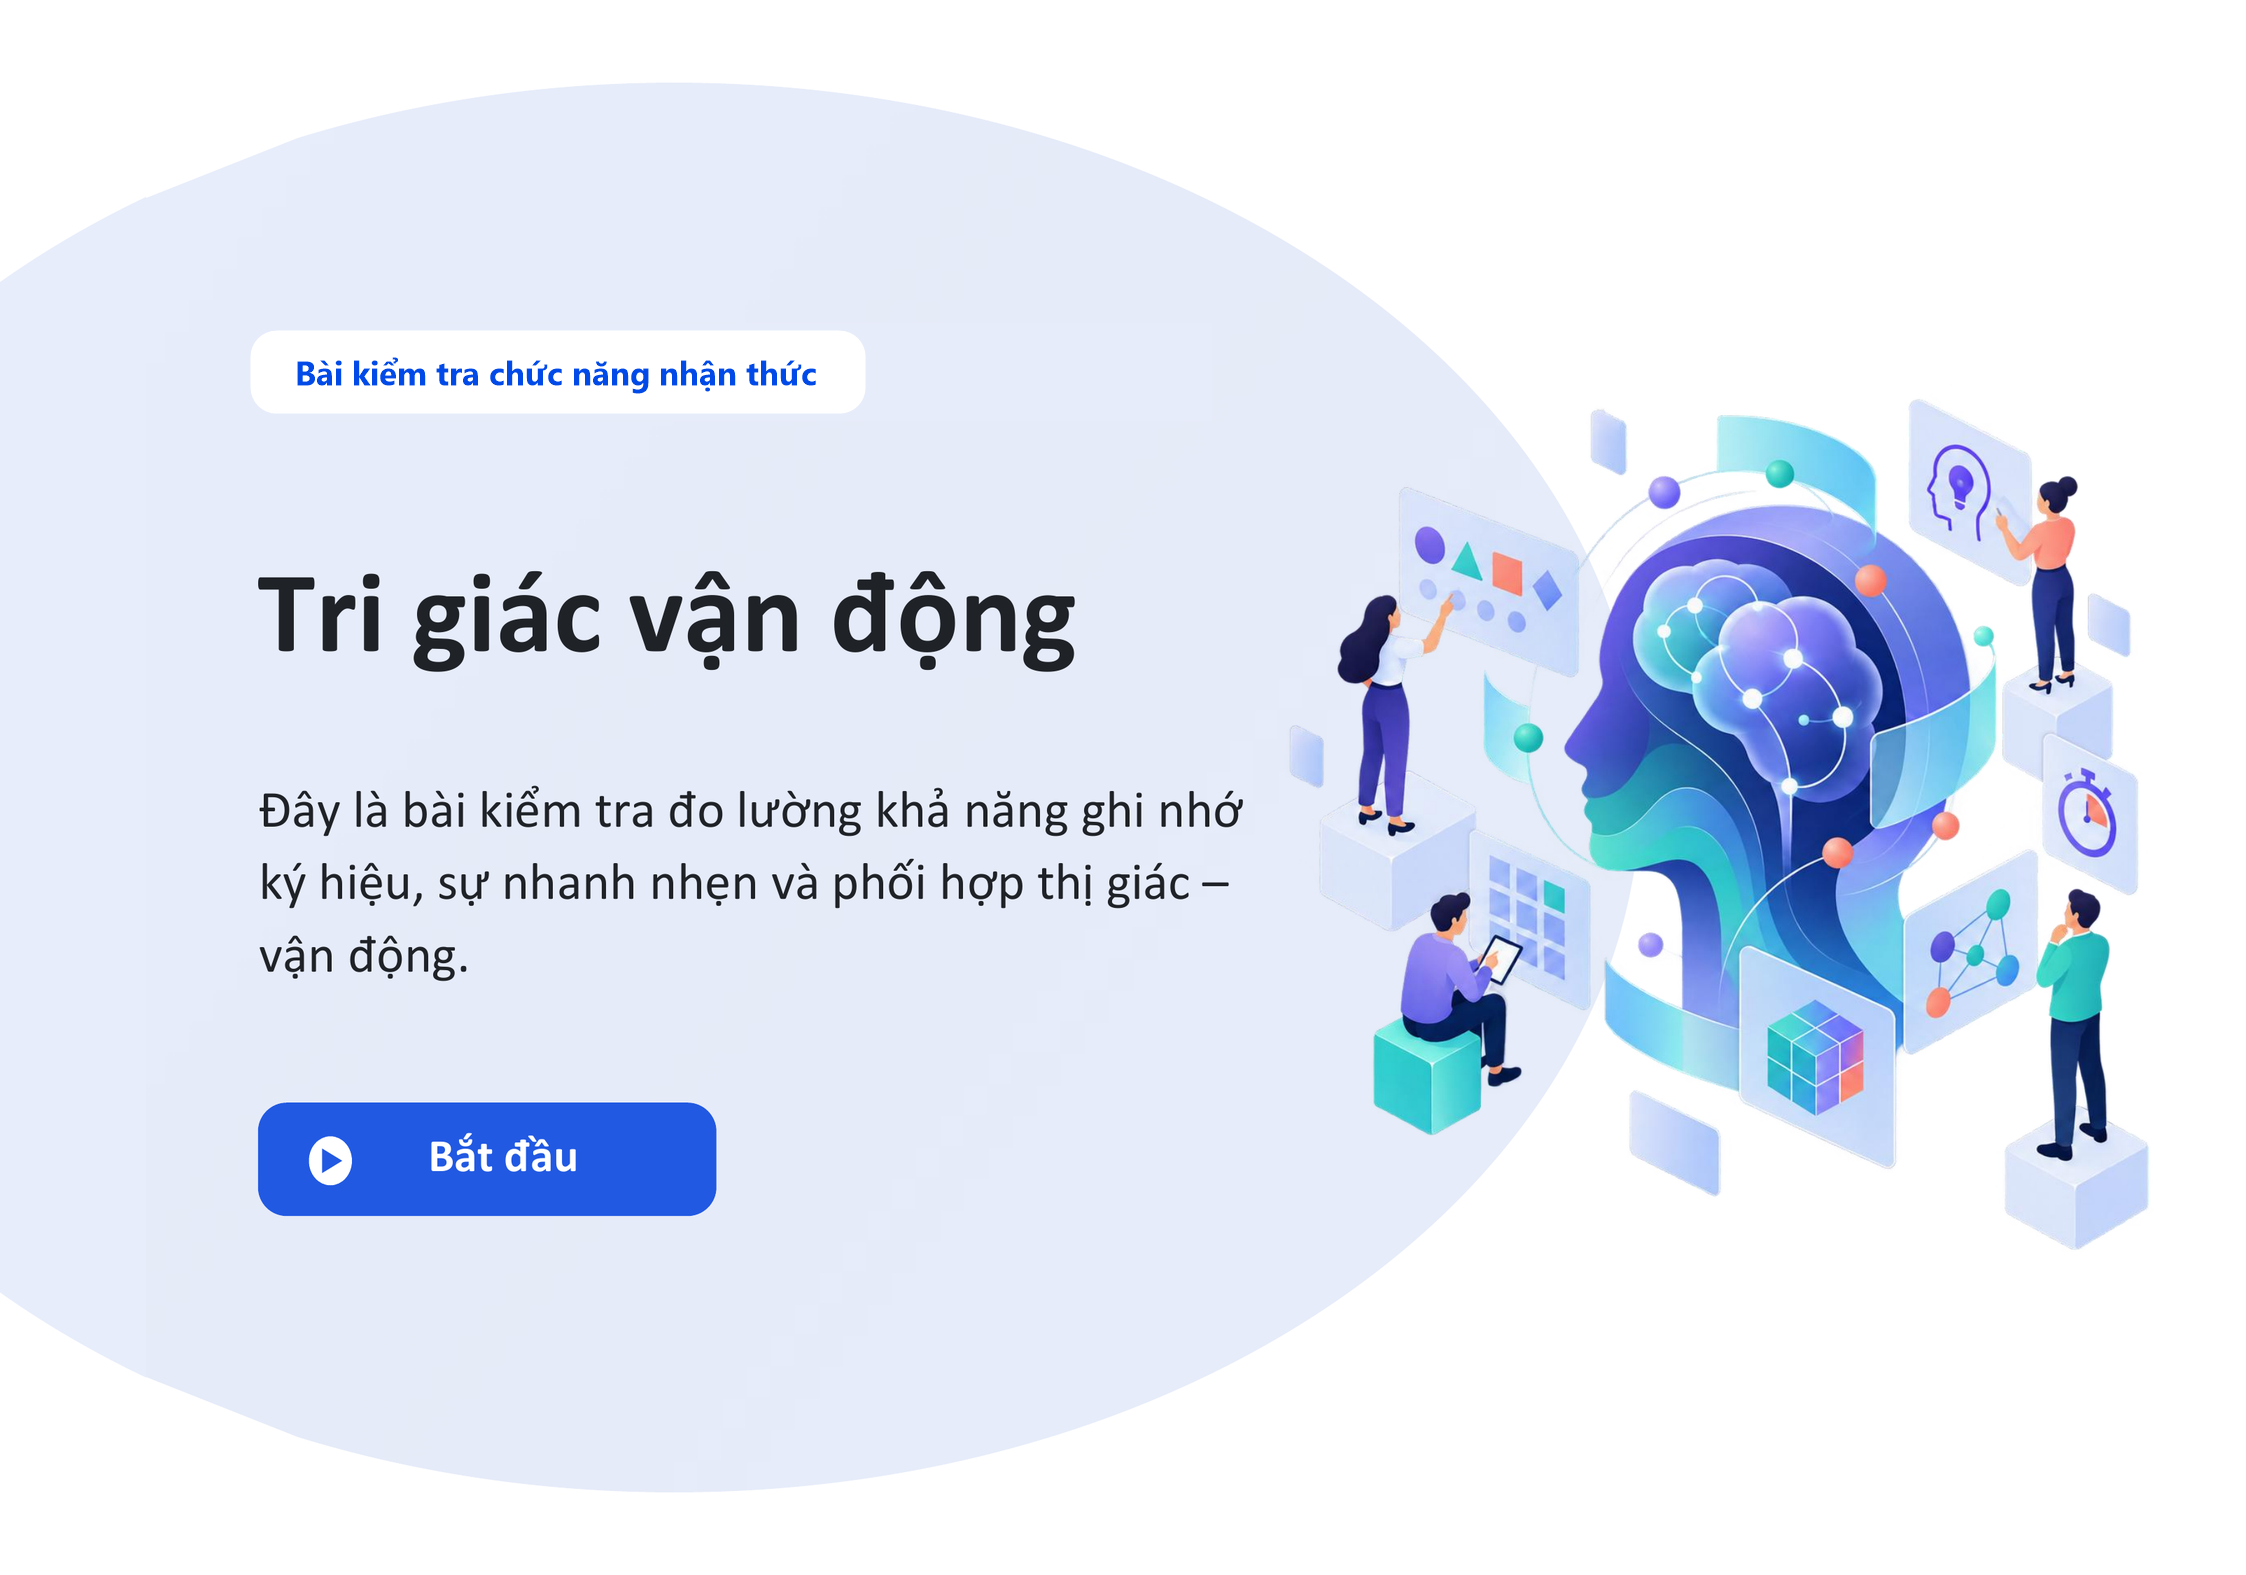 Bài kiểm tra chức năng nhận thức
Tri giác vận động
Đây là bài kiểm tra đo lường khả năng ghi nhớ
ký hiệu, sự nhanh nhẹn và phối hợp thị giác –
vận động.
Bắt đầu